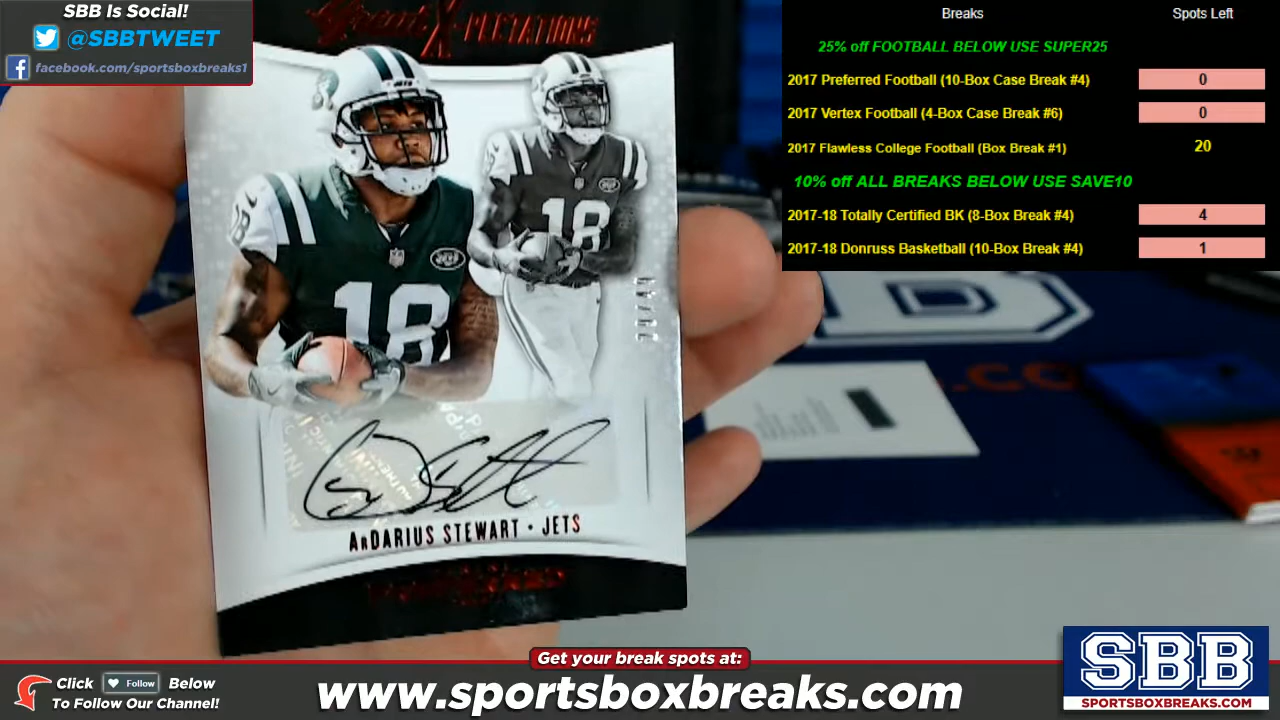 SBB Is Social!
@SBBTWEET
facebook.com/sportsboxbreaks1
Great X-PECTATIONS
18
18
18
JETS
ArDARIUS STEWART • JETS
Breaks Spots Left
25% off FOOTBALL BELOW USE SUPER25
2017 Preferred Football (10-Box Case Break #4) 0
2017 Vertex Football (4-Box Case Break #6) 0
2017 Flawless College Football (Box Break #1) 20
10% off ALL BREAKS BELOW USE SAVE10
2017-18 Totally Certified BK (8-Box Break #4) 4
2017-18 Donruss Basketball (10-Box Break #4) 1
Get your break spots at:
Click Follow Below
To Follow Our Channel!
www.sportsboxbreaks.com
SBB
SPORTSBOXBREAKS.COM